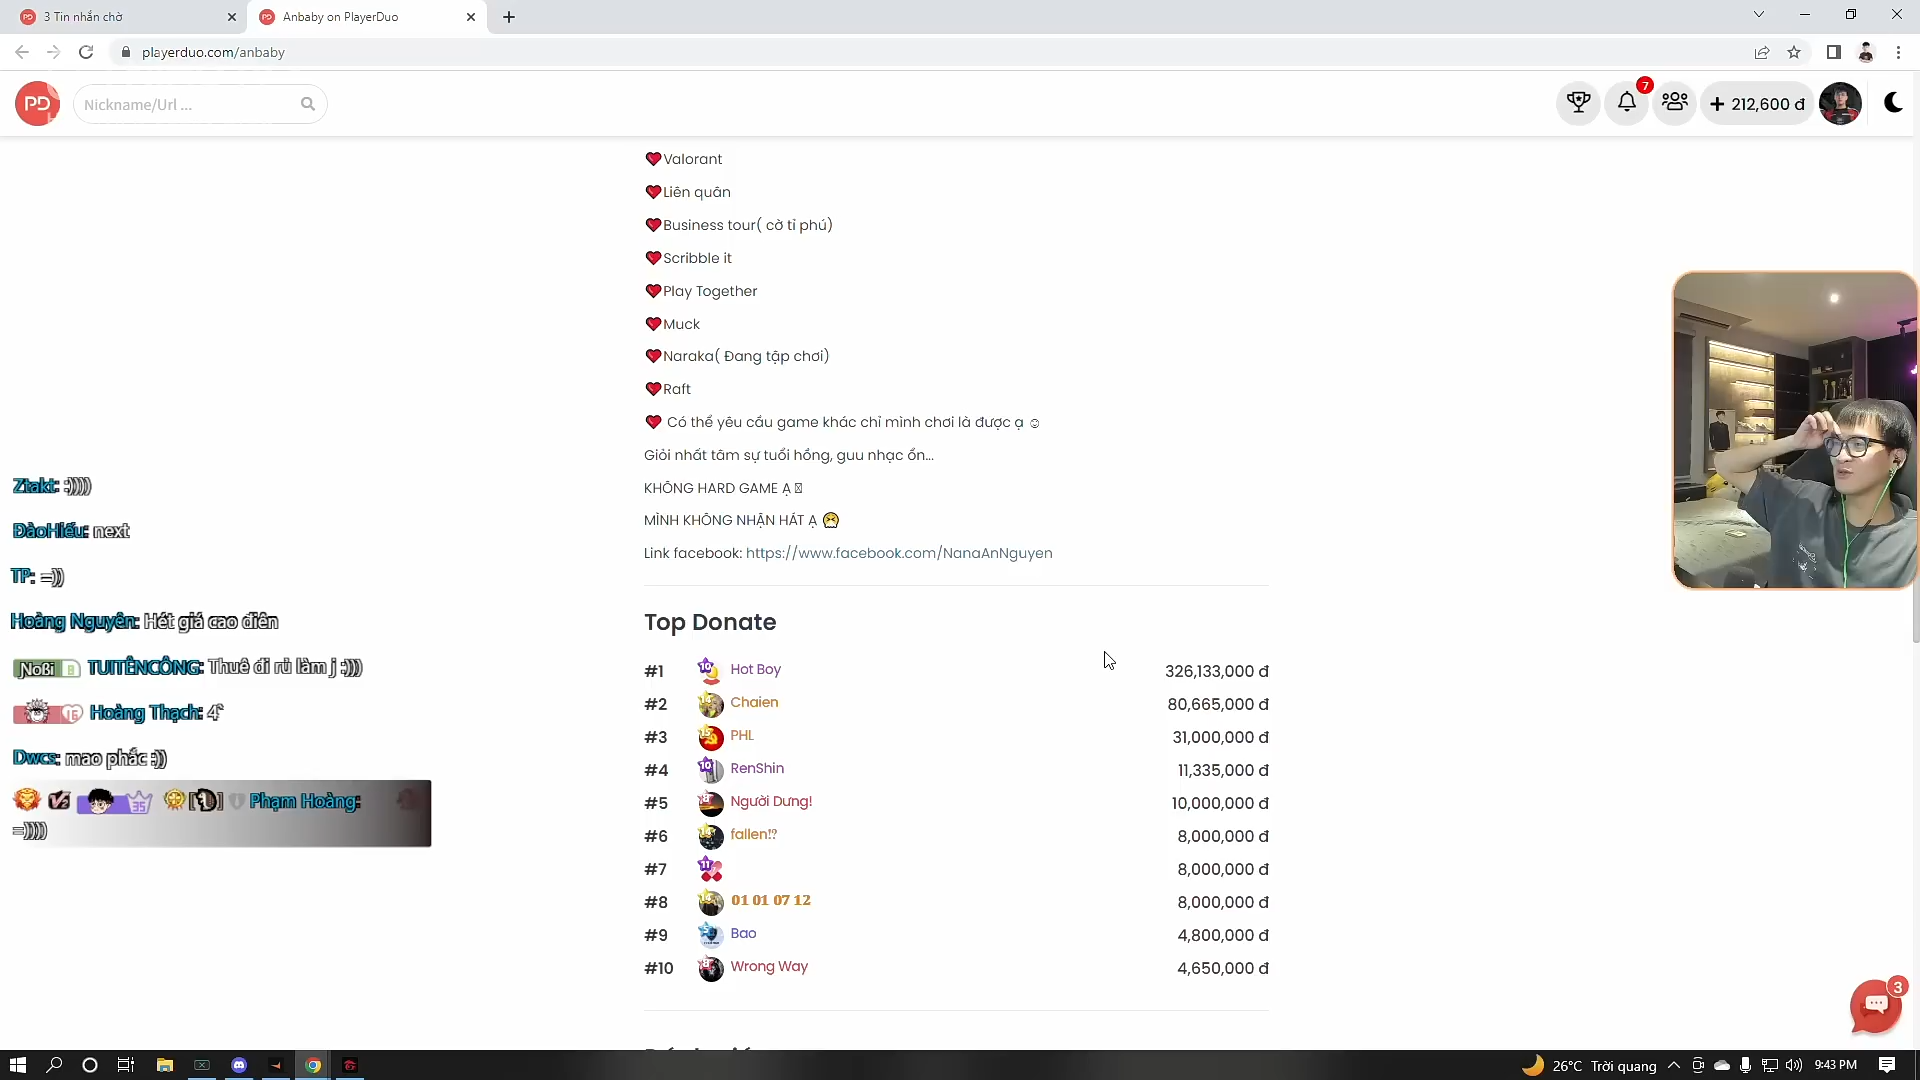 3 Tin nhắn chờ
Anbaby on PlayerDuo
playerduo.com/anbaby
PD
Nickname/Url ...
7
+ 212,600 đ
Valorant
Liên quân
Business tour( cờ tỉ phú)
Scribble it
Play Together
Muck
Naraka( Đang tập chơi)
Raft
Có thể yêu cầu game khác chỉ mình chơi là được ạ ☺
Giỏi nhất tâm sự tuổi hồng, guu nhạc ổn...
KHÔNG HARD GAME Ạ
MÌNH KHÔNG NHẬN HÁT Ạ
Link facebook: https://www.facebook.com/NanaAnNguyen
Top Donate
#1 Hot Boy 326,133,000 đ
#2 Chaien 80,665,000 đ
#3 PHL 31,000,000 đ
#4 RenShin 11,335,000 đ
#5 Người Dưng! 10,000,000 đ
#6 fallen⁉ 8,000,000 đ
#7 8,000,000 đ
#8 01 01 07 12 8,000,000 đ
#9 Bao 4,800,000 đ
#10 Wrong Way 4,650,000 đ
Ztakt: :))))
ĐàoHiếu: next
TP: =))
Hoàng Nguyên: Hét giá cao điên
NoBi TUITÊNCÔNG: Thuê đi rủ làm j :)))
Hoàng Thạch: 4`
Dwcs: mao phắc :))
35 Phạm Hoàng:
=))))
3
26°C Trời quang
9:43 PM